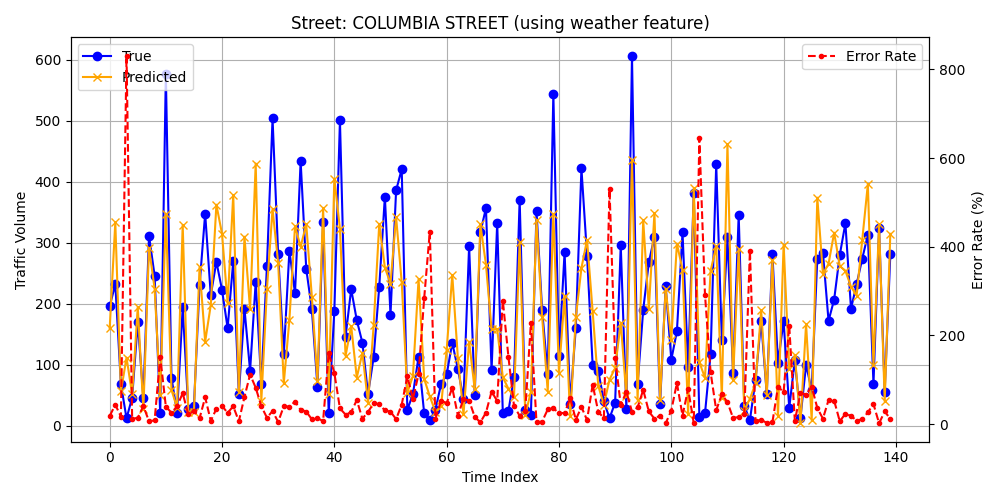 Street: COLUMBIA STREET (using weather feature)
True
Predicted
Error Rate
Traffic Volume
600
500
400
300
200
100
0
800
600
400
200
0
Error Rate (%)
0 20 40 60 80 100 120 140
Time Index